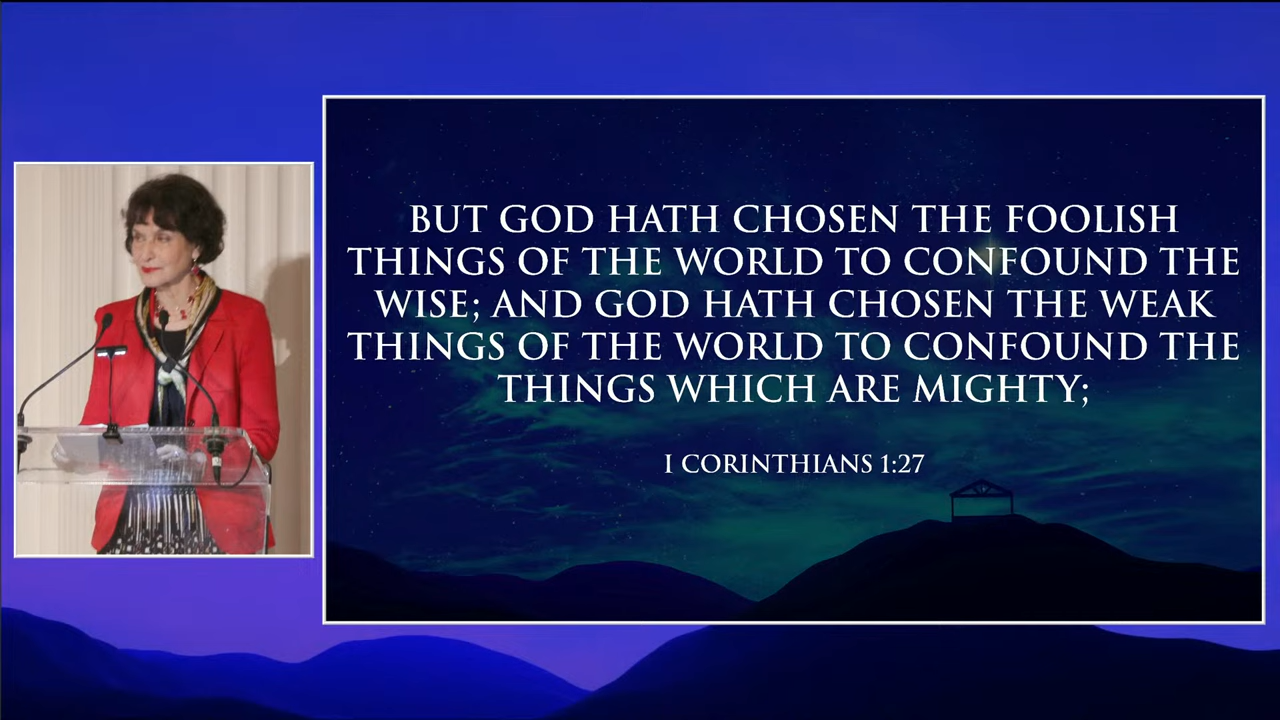 BUT GOD HATH CHOSEN THE FOOLISH
THINGS OF THE WORLD TO CONFOUND THE
WISE; AND GOD HATH CHOSEN THE WEAK
THINGS OF THE WORLD TO CONFOUND THE
THINGS WHICH ARE MIGHTY;
I CORINTHIANS 1:27